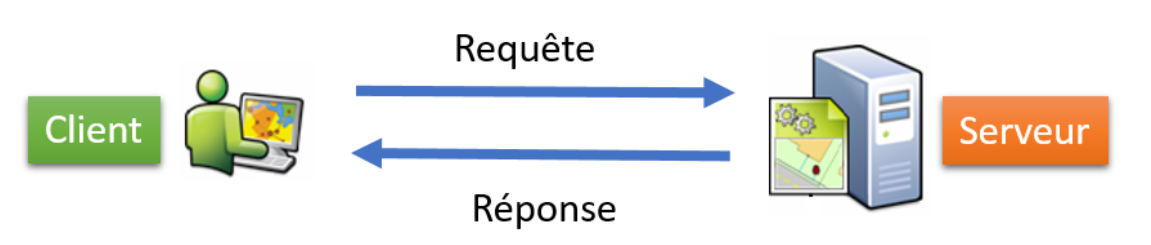 Requête
Client
Serveur
Réponse